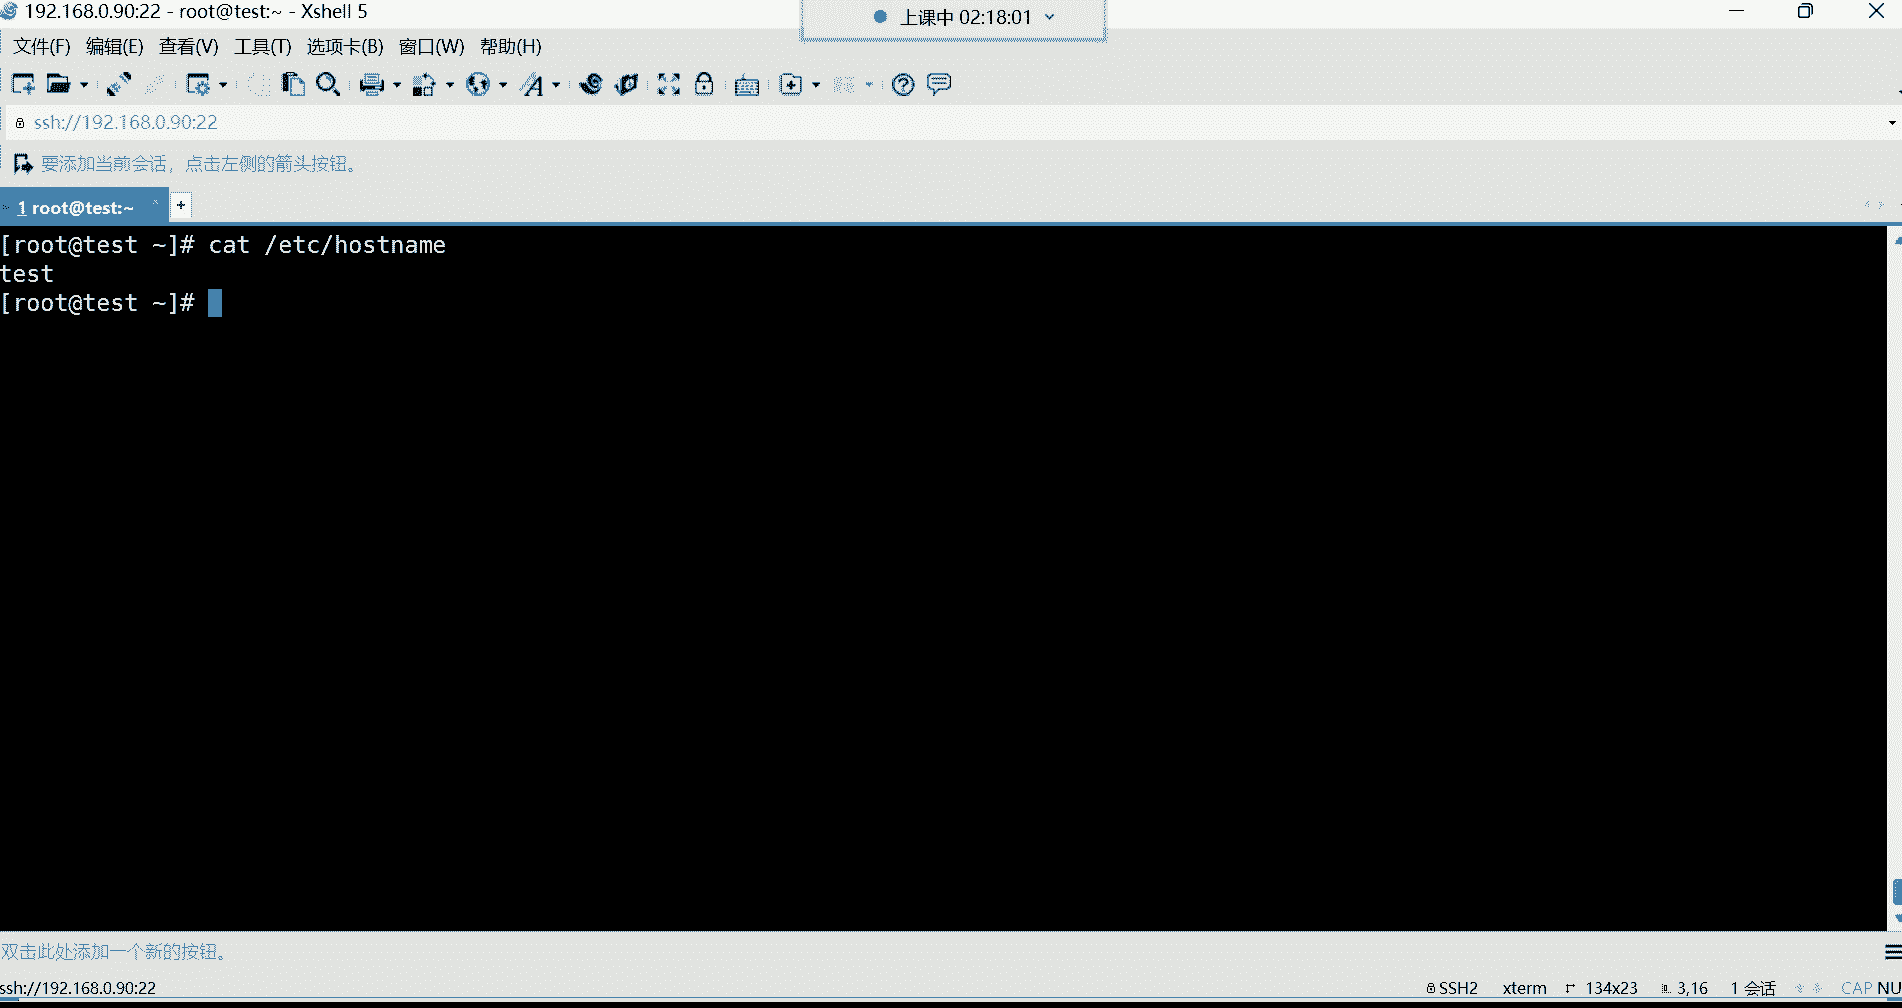 192.168.0.90:22 - root@test:~ - Xshell 5
上课中 02:18:01
文件(F) 编辑(E) 查看(V) 工具(T) 选项卡(B) 窗口(W) 帮助(H)
ssh://192.168.0.90:22
要添加当前会话，点击左侧的箭头按钮。
1 root@test:~ × +
[root@test ~]# cat /etc/hostname
test
[root@test ~]#
双击此处添加一个新的按钮。
ssh://192.168.0.90:22 SSH2 xterm 134x23 3,16 1 会话 CAP NU